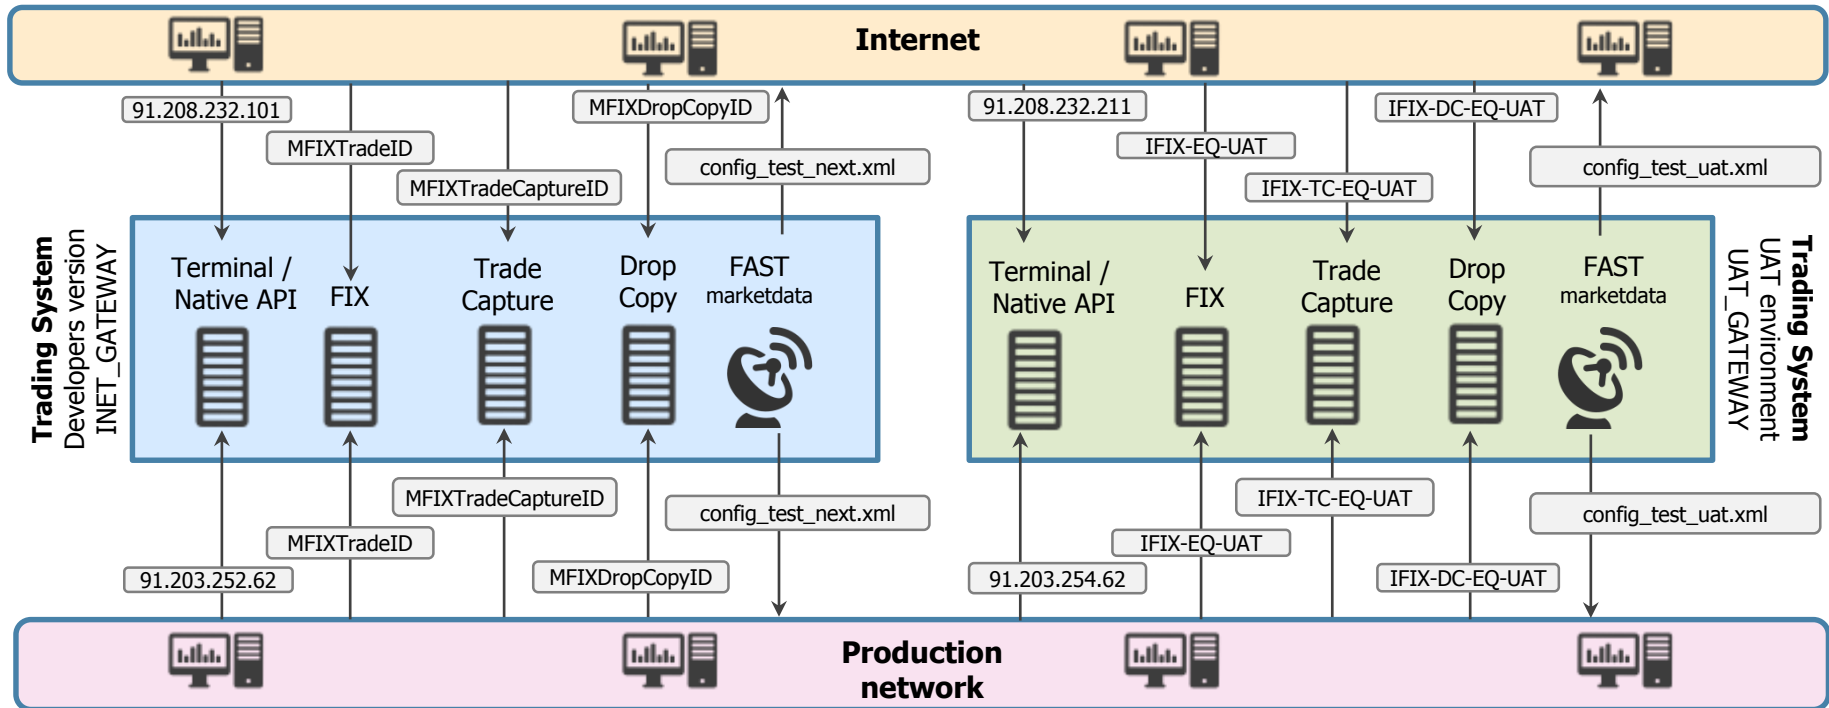 Internet
91.208.232.101
MFIXTradeID
MFIXTradeCaptureID
MFIXDropCopyID
config_test_next.xml
91.208.232.211
IFIX-EQ-UAT
IFIX-TC-EQ-UAT
IFIX-DC-EQ-UAT
config_test_uat.xml
Trading System
Developers version
INET_GATEWAY
Terminal /
Native API
FIX
Trade
Capture
Drop
Copy
FAST
marketdata
Terminal /
Native API
FIX
Trade
Capture
Drop
Copy
FAST
marketdata
Trading System
UAT environment
UAT_GATEWAY
91.203.252.62
MFIXTradeID
MFIXTradeCaptureID
MFIXDropCopyID
config_test_next.xml
91.203.254.62
IFIX-EQ-UAT
IFIX-TC-EQ-UAT
IFIX-DC-EQ-UAT
config_test_uat.xml
Production
network